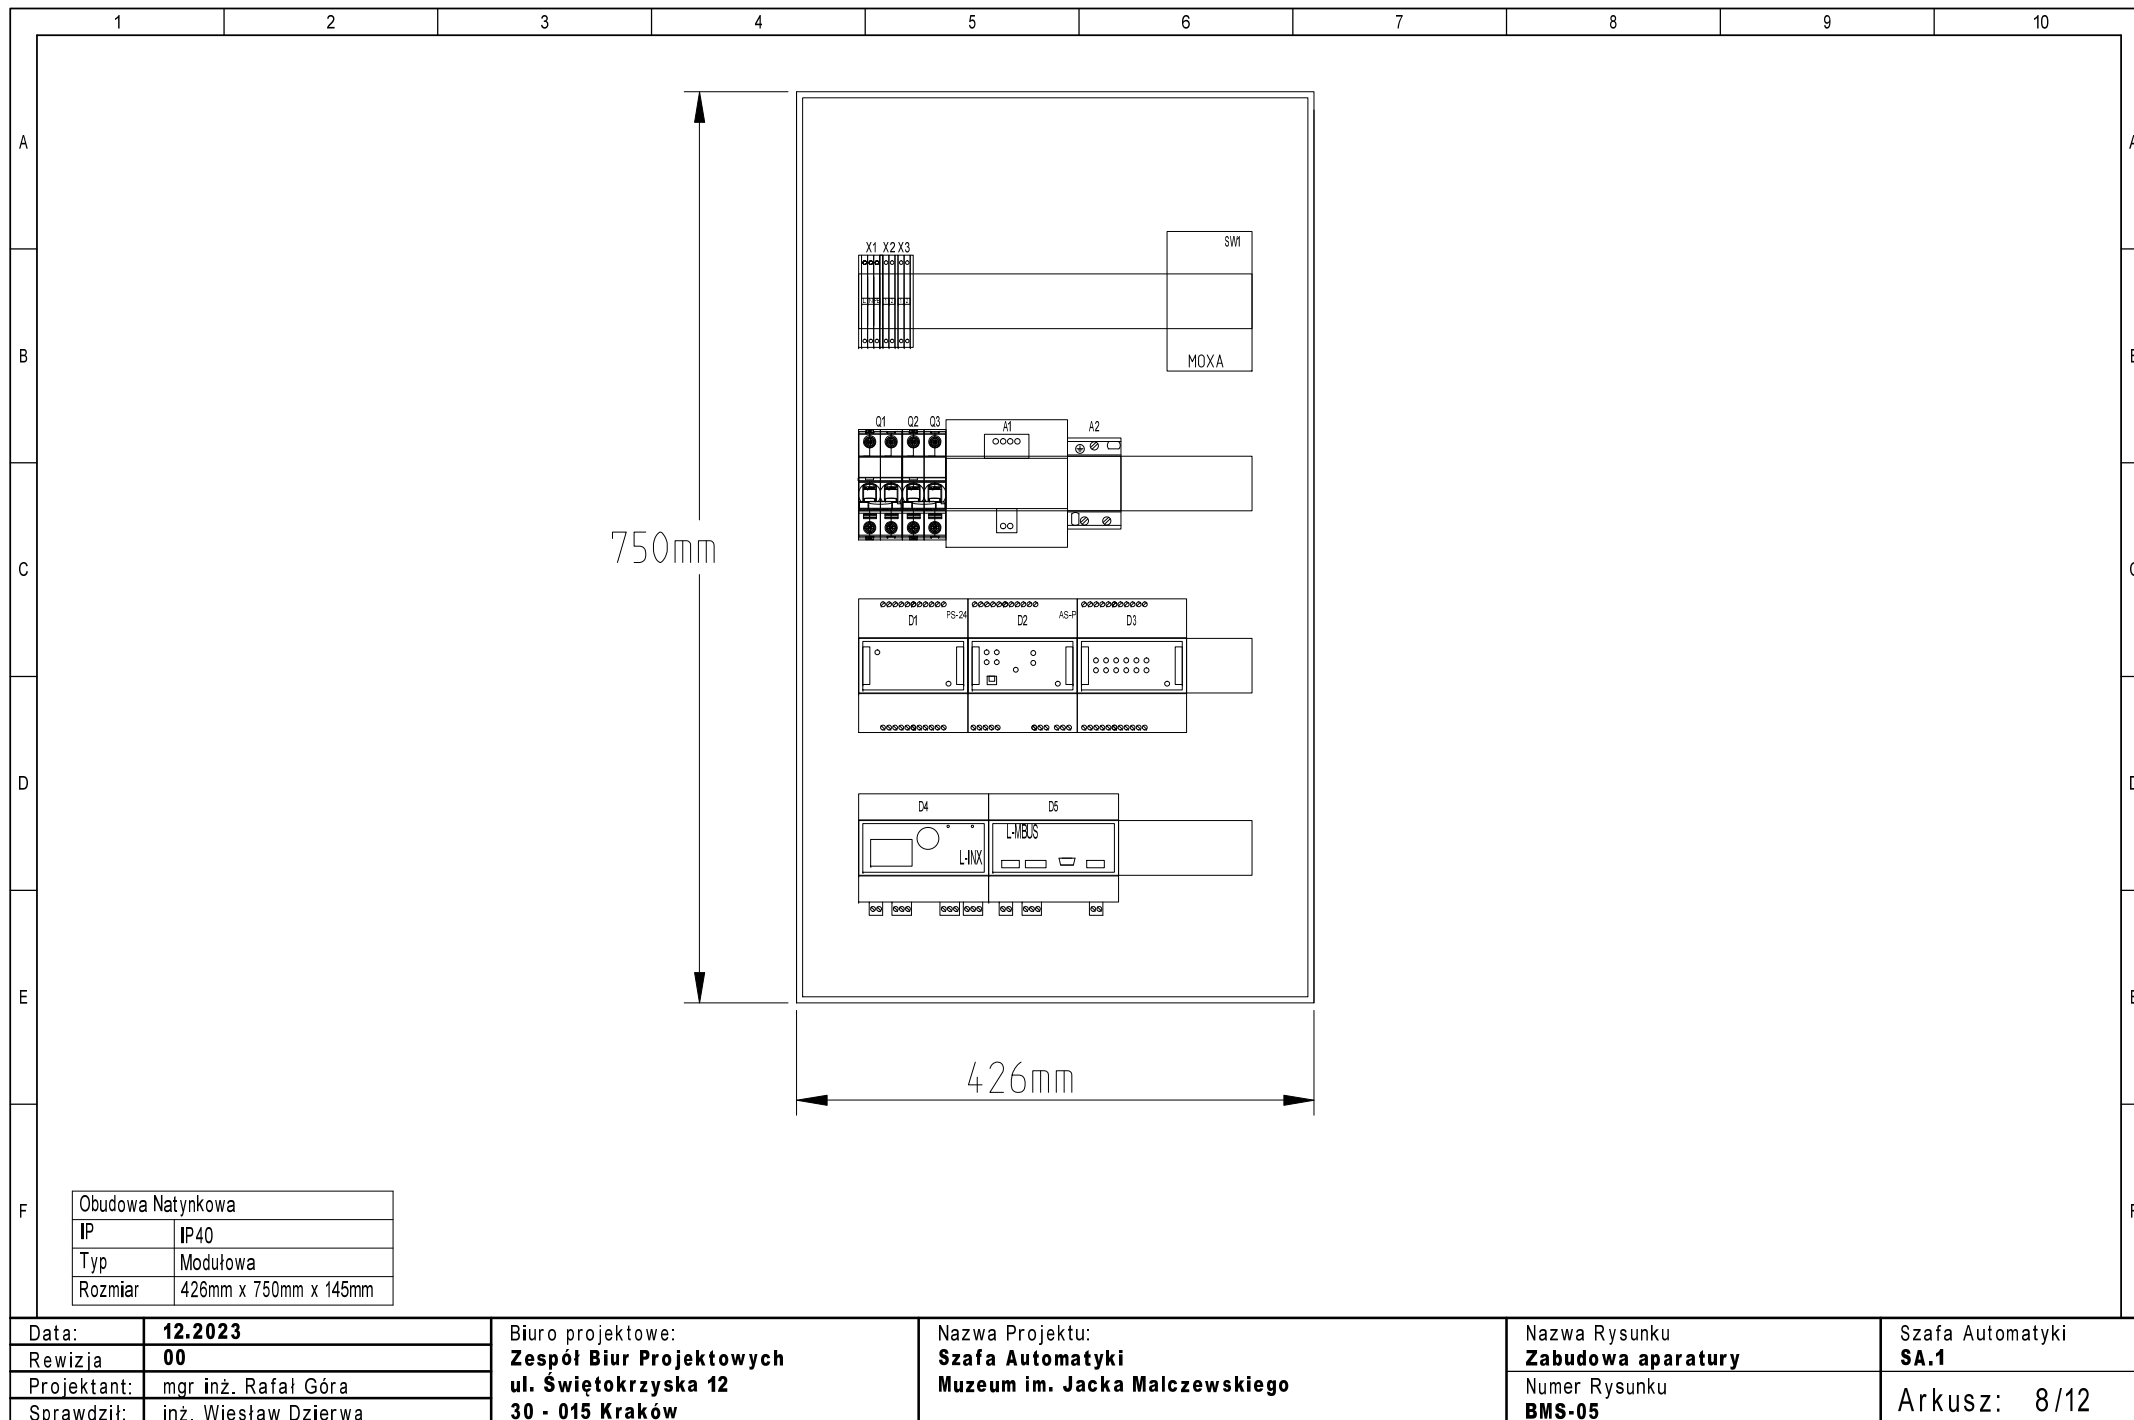 1 2 3 4 5 6 7 8 9 10
A
B
C
D
E
F
X1 X2 X3
SW1
MOXA
Q1 Q2 Q3 A1 A2
750mm
D1 PS-24 D2 AS-P D3
D4 D5
L-INX L-MBUS
426mm
Obudowa Natynkowa
IP IP40
Typ Modułowa
Rozmiar 426mm x 750mm x 145mm
Data: 12.2023
Rewizja 00
Projektant: mgr inż. Rafał Góra
Sprawdził: inż. Wiesław Dzierwa
Biuro projektowe:
Zespół Biur Projektowych
ul. Świętokrzyska 12
30 - 015 Kraków
Nazwa Projektu:
Szafa Automatyki
Muzeum im. Jacka Malczewskiego
Nazwa Rysunku
Zabudowa aparatury
Numer Rysunku
BMS-05
Szafa Automatyki
SA.1
Arkusz: 8/12